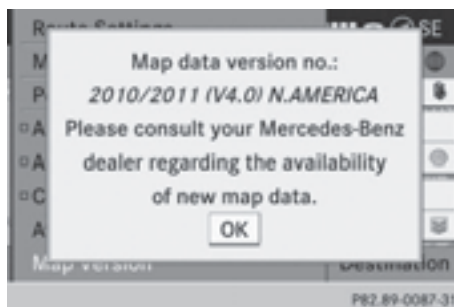 Route Settings
SE
M
Map data version no.:
P
2010/2011 (V4.0) N.AMERICA
A
Please consult your Mercedes-Benz
A
dealer regarding the availability
C
of new map data.
A
OK
Map Version
Destination
P82.89-0087-31